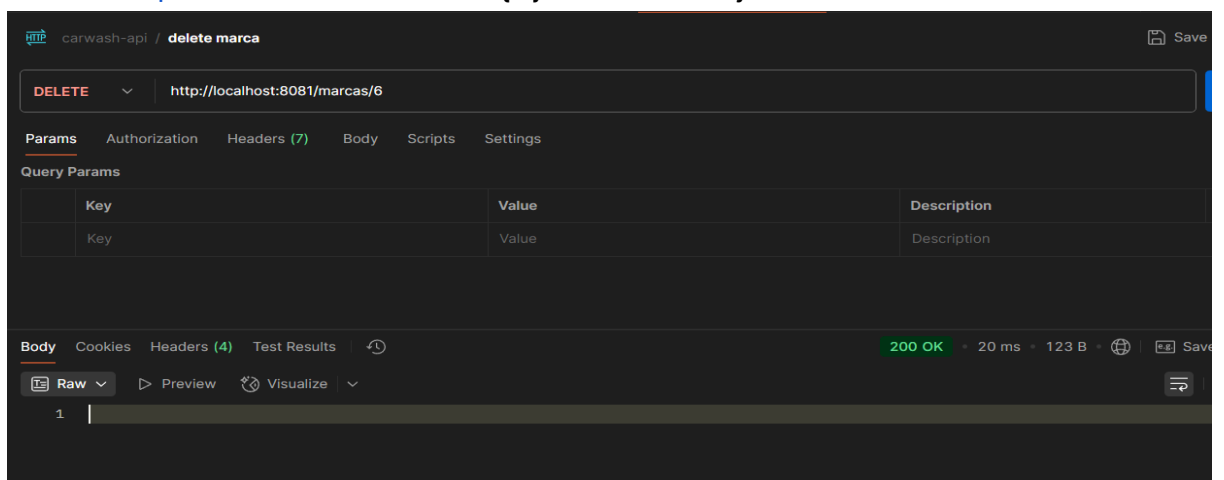 HTTP carwash-api / delete marca Save
DELETE http://localhost:8081/marcas/6
Params Authorization Headers (7) Body Scripts Settings
Query Params
Key Value Description
Key Value Description
Body Cookies Headers (4) Test Results 200 OK • 20 ms • 123 B • e.g. Save
Raw Preview Visualize
1